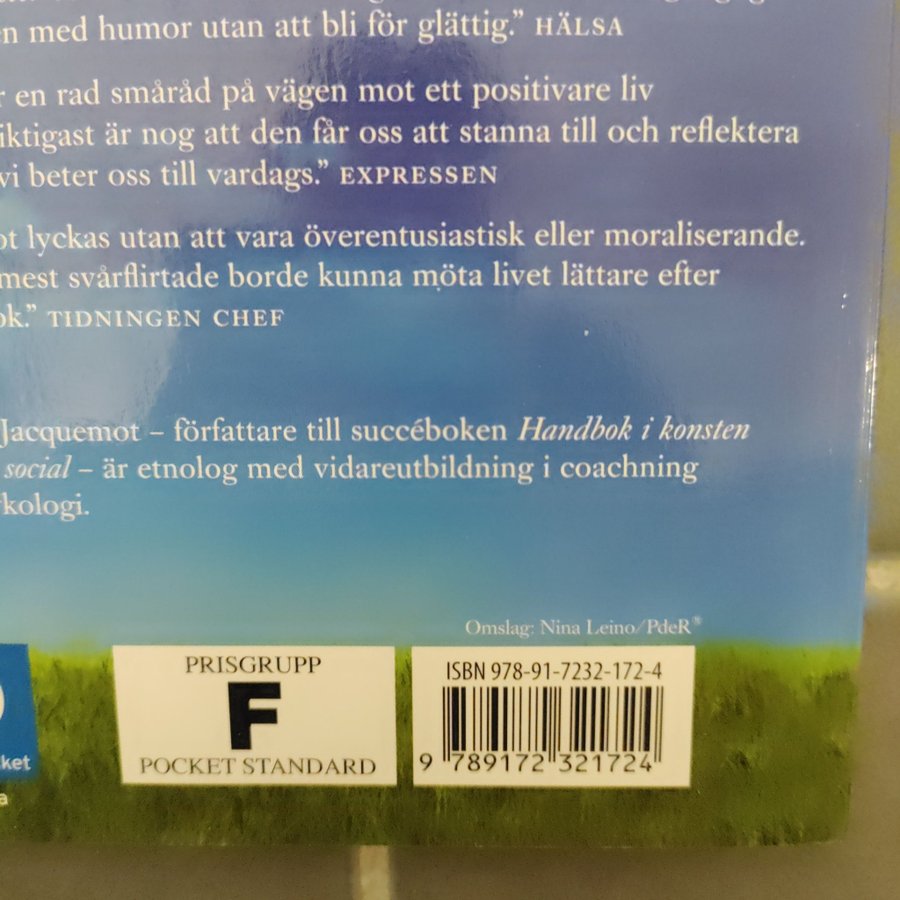 med humor utan att bli för glättig.” HÄLSA
en rad småråd på vägen mot ett positivare liv
iktigast är nog att den får oss att stanna till och reflektera
vi beter oss till vardags.” EXPRESSEN
ot lyckas utan att vara överentusiastisk eller moraliserande.
mest svårflirtade borde kunna möta livet lättare efter
ok.” TIDNINGEN CHEF
Jacquemot – författare till succéboken Handbok i konsten
social – är etnolog med vidareutbildning i coachning
kologi.
Omslag: Nina Leino/PdeR®
PRISGRUPP
F
POCKET STANDARD
ISBN 978-91-7232-172-4
9 789172 321724
ket
a